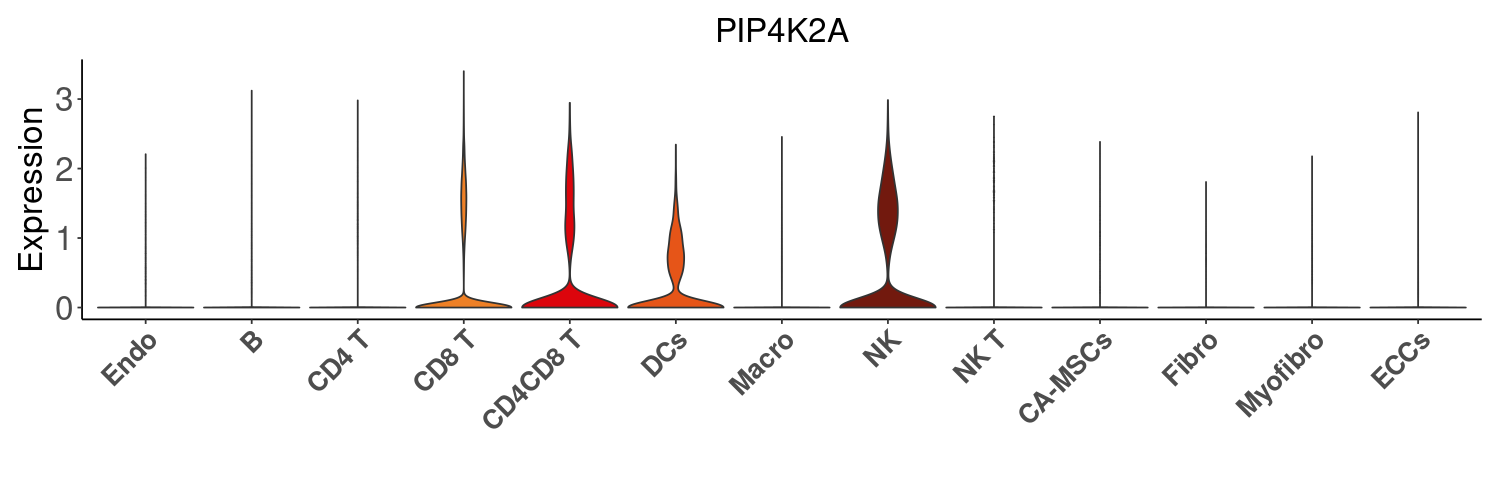 PIP4K2A
Expression
3
2
1
0
Endo
B
CD4 T
CD8 T
CD4CD8 T
DCs
Macro
NK
NK T
CA-MSCs
Fibro
Myofibro
ECCs